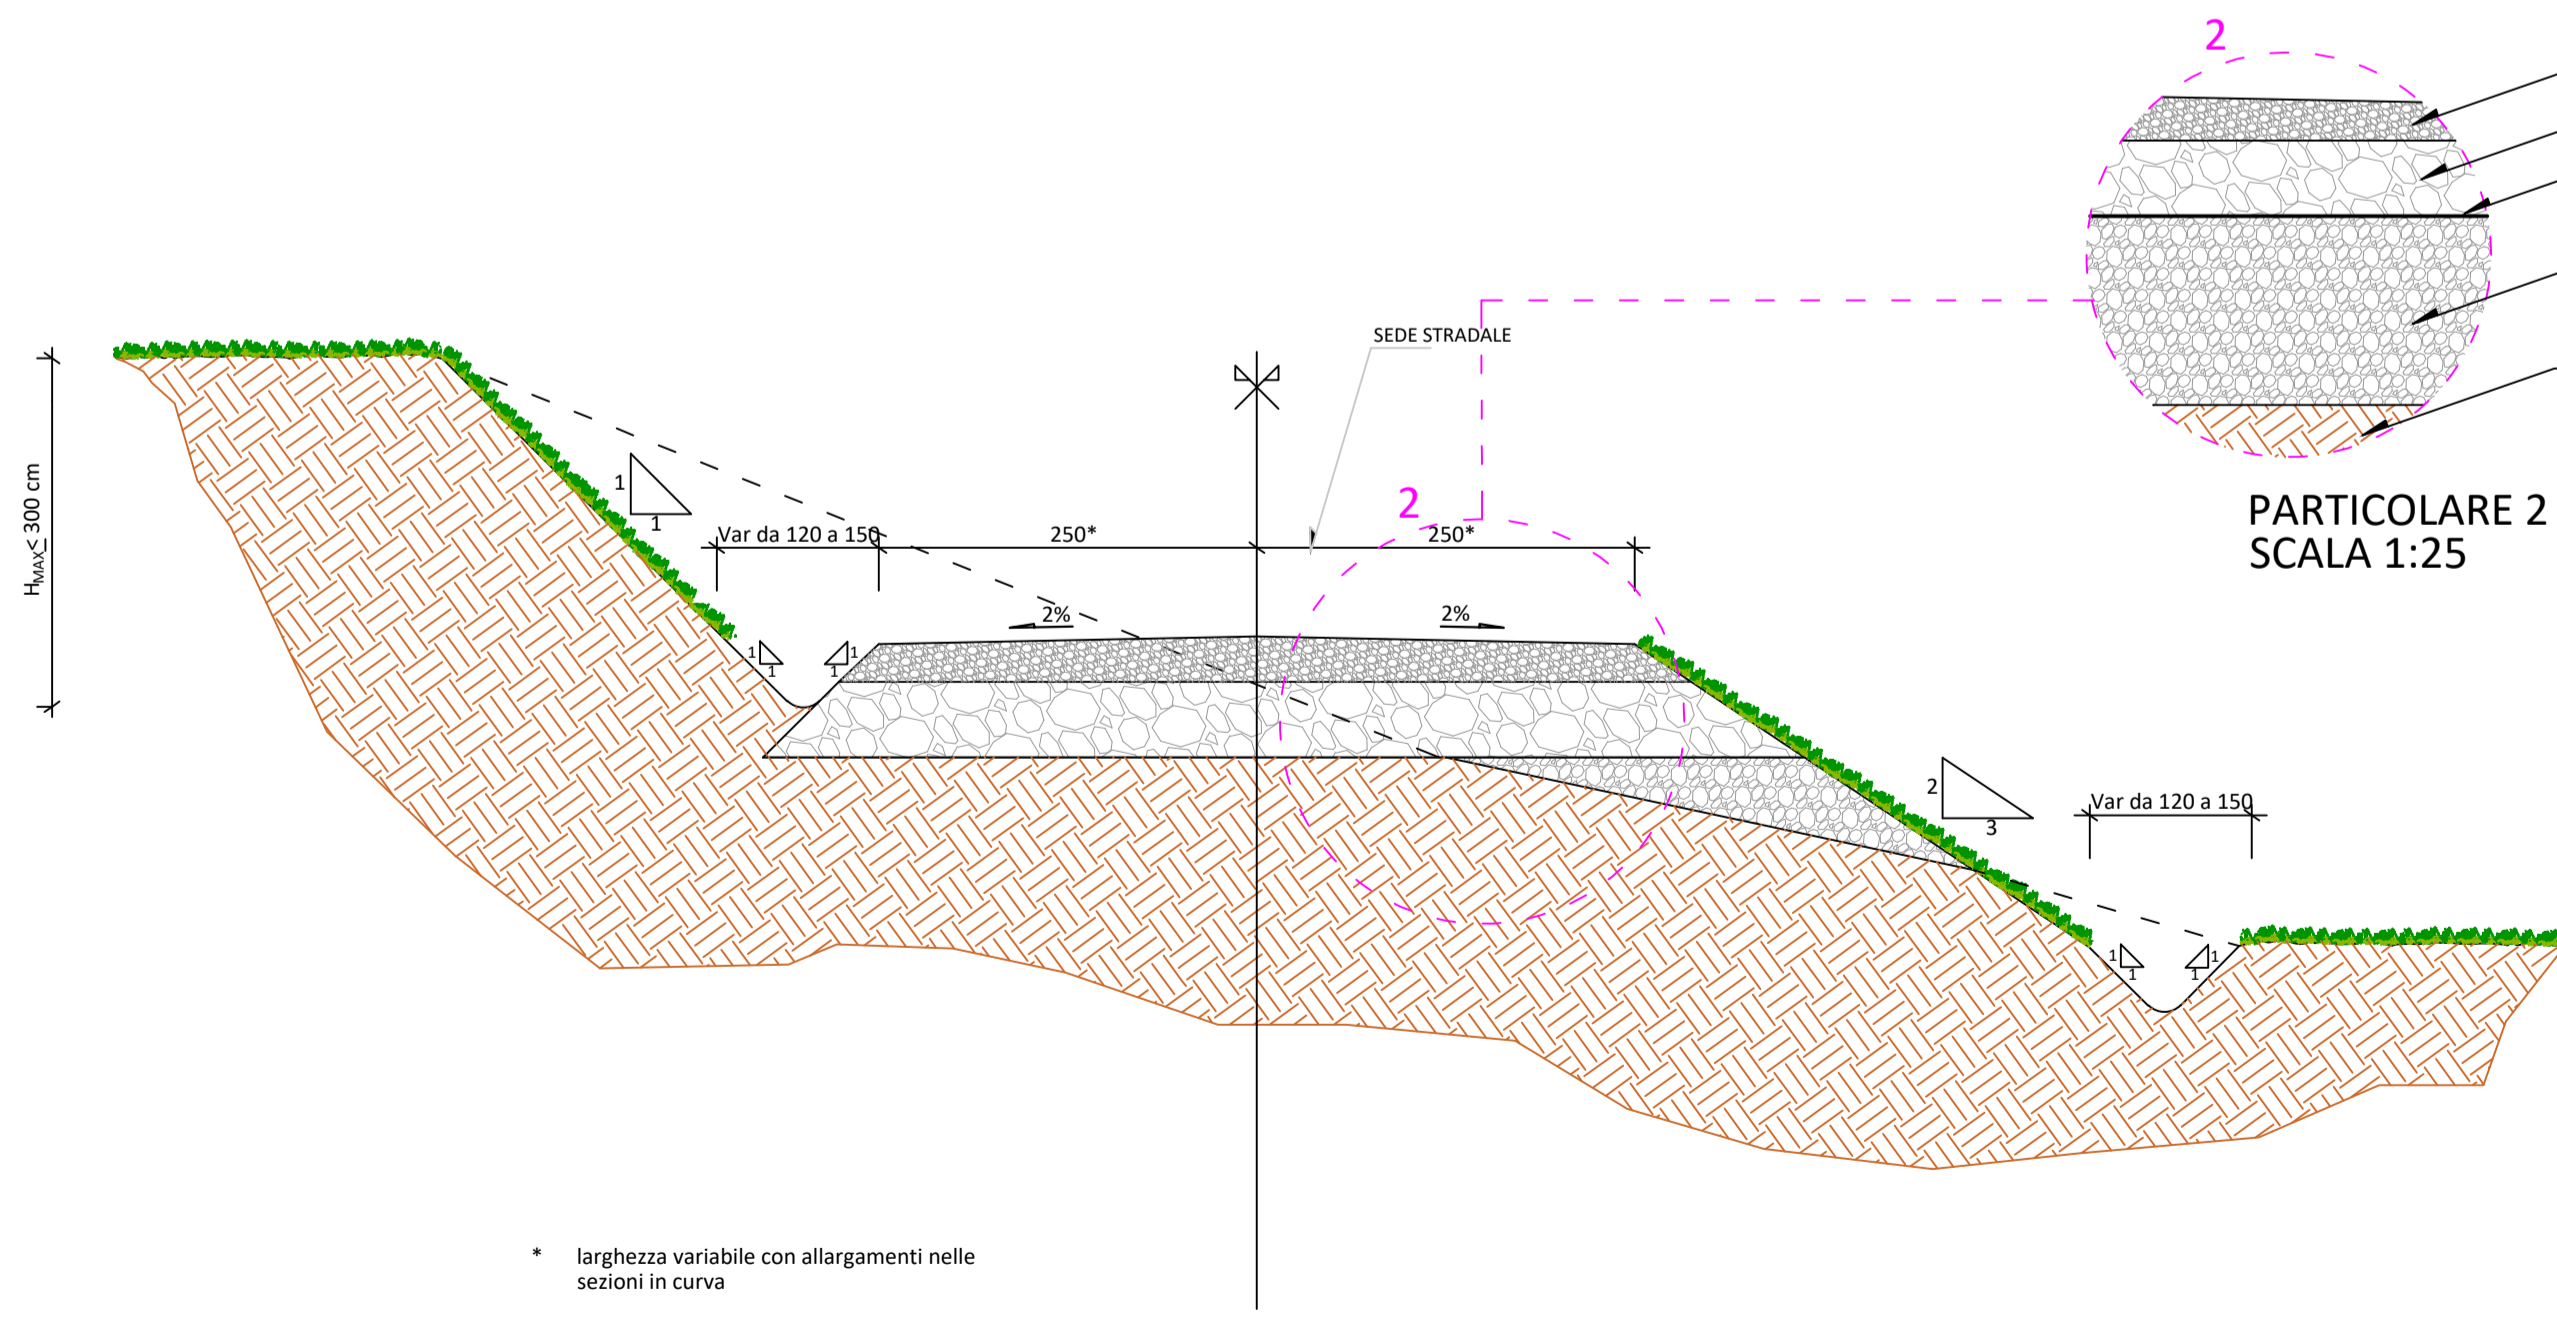 2
SEDE STRADALE
H MAX ≤ 300 cm
1
1
2
PARTICOLARE 2
SCALA 1:25
Var da 120 a 150
250*
250*
2%
2%
1
1
1
1
2
3
Var da 120 a 150
1
1
1
1
* larghezza variabile con allargamenti nelle
sezioni in curva